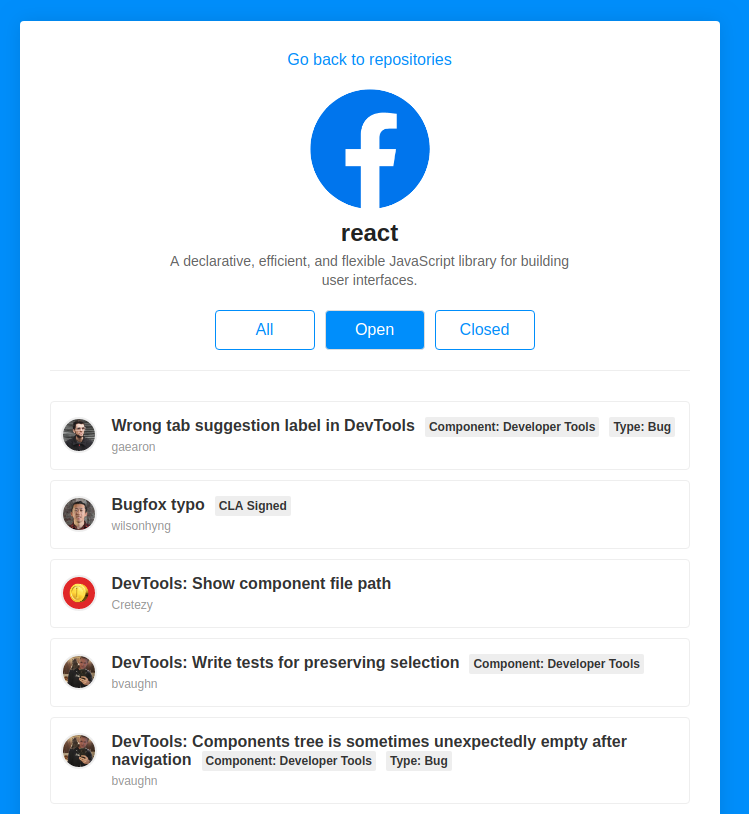 Go back to repositories
react
A declarative, efficient, and flexible JavaScript library for building
user interfaces.
All Open Closed
Wrong tab suggestion label in DevTools Component: Developer Tools Type: Bug
gaearon
Bugfox typo CLA Signed
wilsonhyng
DevTools: Show component file path
Cretezy
DevTools: Write tests for preserving selection Component: Developer Tools
bvaughn
DevTools: Components tree is sometimes unexpectedly empty after
navigation Component: Developer Tools Type: Bug
bvaughn